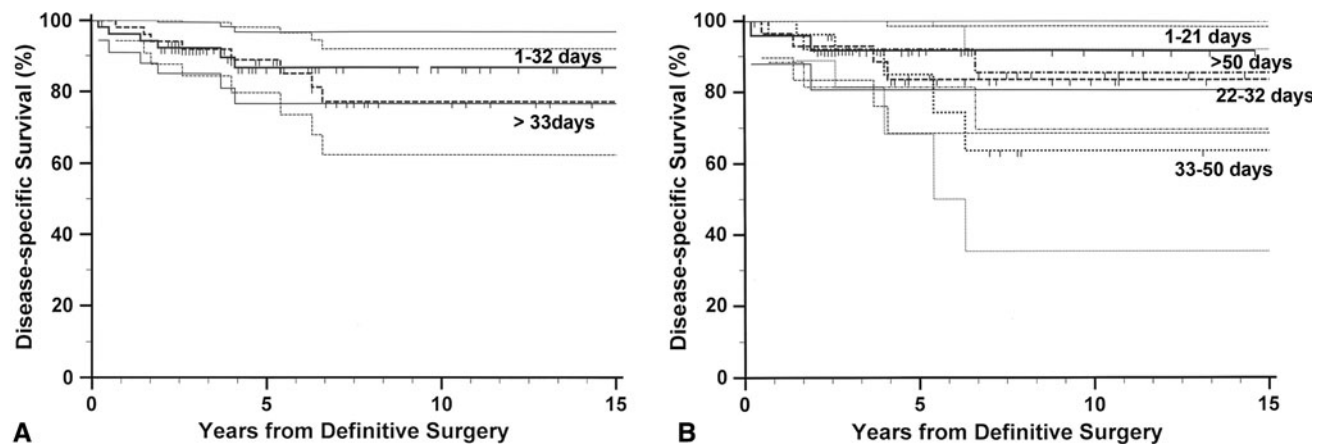 Disease-specific Survival (%)
100
80
60
40
20
0
1-32 days
> 33days
0
5
10
15
Years from Definitive Surgery
A
Disease-specific Survival (%)
100
80
60
40
20
0
1-21 days
>50 days
22-32 days
33-50 days
0
5
10
15
Years from Definitive Surgery
B